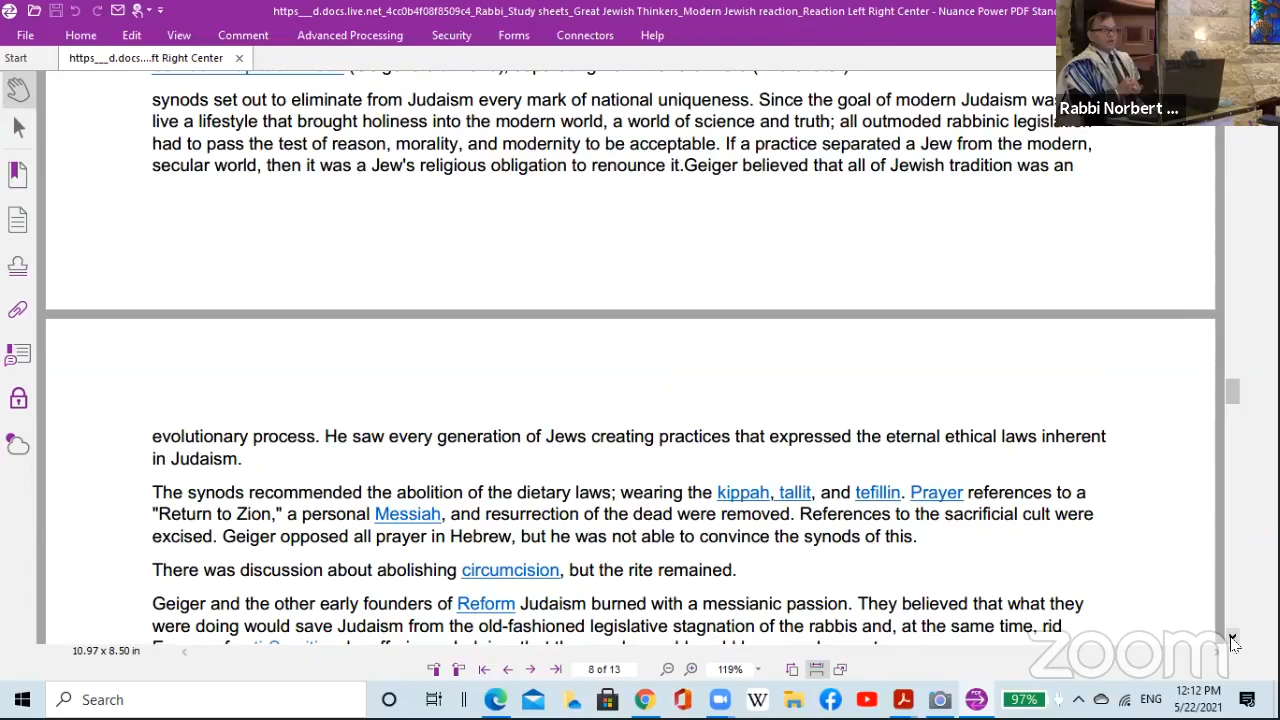 https___d.docs.live.net_4cc0b4f08f8509c4_Rabbi_Study sheets_Great Jewish Thinkers_Modern Jewish reaction_Reaction Left Right Center - Nuance Power PDF Stan
File Home Edit View Comment Advanced Processing Security Forms Connectors Help
Start https___d.docs....ft Right Center
Rabbi Norbert ...
synods set out to eliminate from Judaism every mark of national uniqueness. Since the goal of modern Judaism wa
live a lifestyle that brought holiness into the modern world, a world of science and truth; all outmoded rabbinic legisla
had to pass the test of reason, morality, and modernity to be acceptable. If a practice separated a Jew from the modern,
secular world, then it was a Jew's religious obligation to renounce it.Geiger believed that all of Jewish tradition was an
evolutionary process. He saw every generation of Jews creating practices that expressed the eternal ethical laws inherent
in Judaism.
The synods recommended the abolition of the dietary laws; wearing the kippah, tallit, and tefillin. Prayer references to a
"Return to Zion," a personal Messiah, and resurrection of the dead were removed. References to the sacrificial cult were
excised. Geiger opposed all prayer in Hebrew, but he was not able to convince the synods of this.
There was discussion about abolishing circumcision, but the rite remained.
Geiger and the other early founders of Reform Judaism burned with a messianic passion. They believed that what they
were doing would save Judaism from the old-fashioned legislative stagnation of the rabbis and, at the same time, rid
zoom
10.97 x 8.50 in
8 of 13
119%
Search
97%
ENG
12:12 PM
5/22/2021